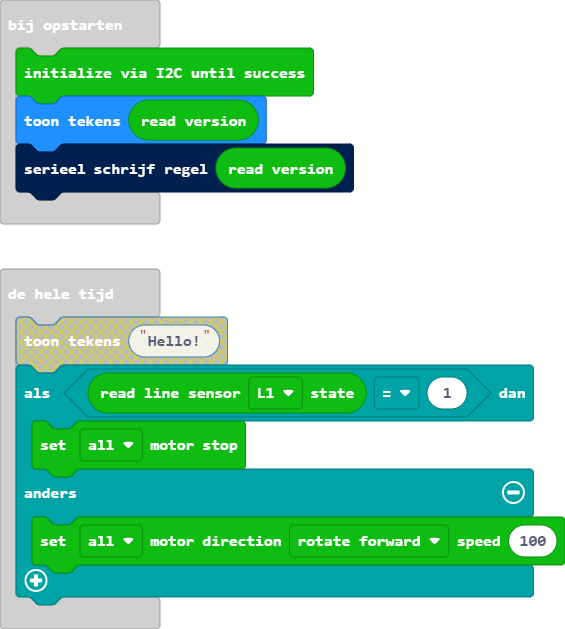 bij opstarten
initialize via I2C until success
toon tekens read version
serieel schrijf regel read version
de hele tijd
toon tekens "Hello!"
als read line sensor L1 state = 1 dan
set all motor stop
anders
set all motor direction rotate forward speed 100